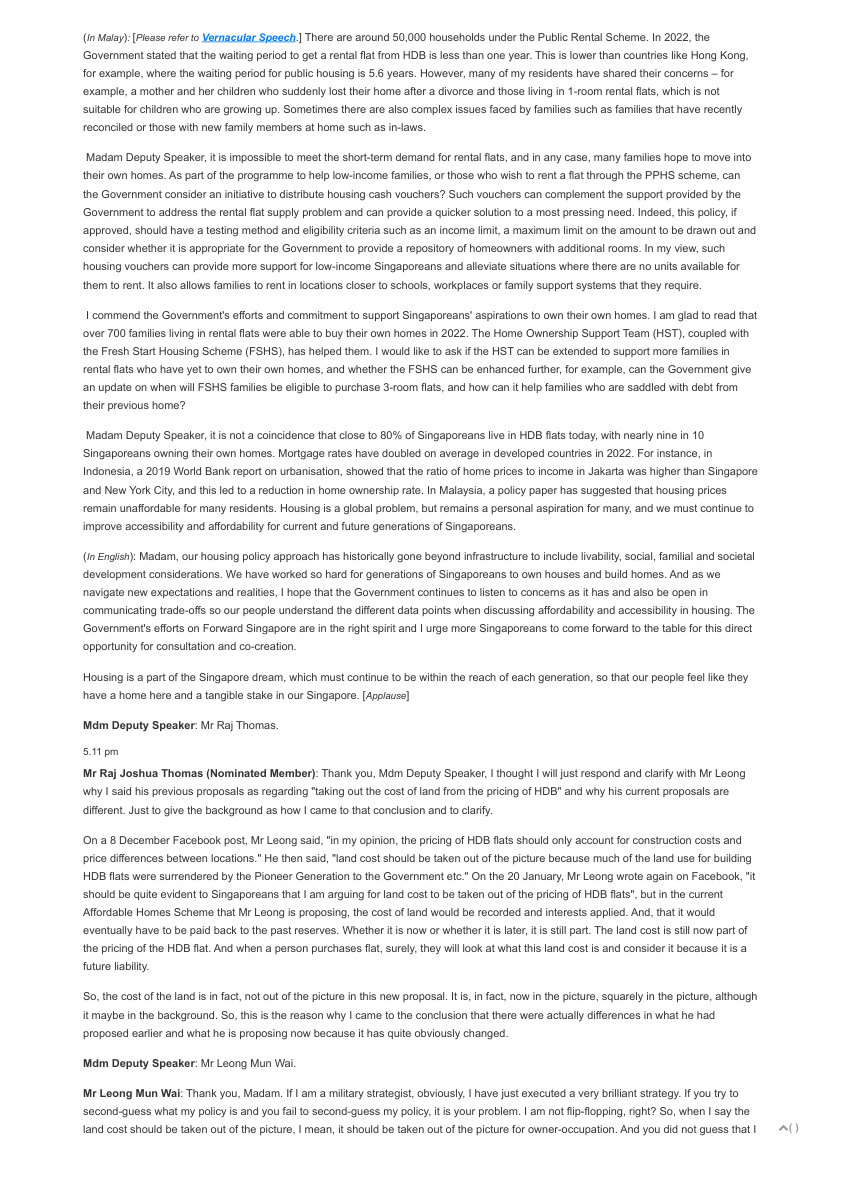 (In Malay): [Please refer to Vernacular Speech.] There are around 50,000 households under the Public Rental Scheme. In 2022, the
Government stated that the waiting period to get a rental flat from HDB is less than one year. This is lower than countries like Hong Kong,
for example, where the waiting period for public housing is 5.6 years. However, many of my residents have shared their concerns – for
example, a mother and her children who suddenly lost their home after a divorce and those living in 1-room rental flats, which is not
suitable for children who are growing up. Sometimes there are also complex issues faced by families such as families that have recently
reconciled or those with new family members at home such as in-laws.
Madam Deputy Speaker, it is impossible to meet the short-term demand for rental flats, and in any case, many families hope to move into
their own homes. As part of the programme to help low-income families, or those who wish to rent a flat through the PPHS scheme, can
the Government consider an initiative to distribute housing cash vouchers? Such vouchers can complement the support provided by the
Government to address the rental flat supply problem and can provide a quicker solution to a most pressing need. Indeed, this policy, if
approved, should have a testing method and eligibility criteria such as an income limit, a maximum limit on the amount to be drawn out and
consider whether it is appropriate for the Government to provide a repository of homeowners with additional rooms. In my view, such
housing vouchers can provide more support for low-income Singaporeans and alleviate situations where there are no units available for
them to rent. It also allows families to rent in locations closer to schools, workplaces or family support systems that they require.
I commend the Government's efforts and commitment to support Singaporeans' aspirations to own their own homes. I am glad to read that
over 700 families living in rental flats were able to buy their own homes in 2022. The Home Ownership Support Team (HST), coupled with
the Fresh Start Housing Scheme (FSHS), has helped them. I would like to ask if the HST can be extended to support more families in
rental flats who have yet to own their own homes, and whether the FSHS can be enhanced further, for example, can the Government give
an update on when will FSHS families be eligible to purchase 3-room flats, and how can it help families who are saddled with debt from
their previous home?
Madam Deputy Speaker, it is not a coincidence that close to 80% of Singaporeans live in HDB flats today, with nearly nine in 10
Singaporeans owning their own homes. Mortgage rates have doubled on average in developed countries in 2022. For instance, in
Indonesia, a 2019 World Bank report on urbanisation, showed that the ratio of home prices to income in Jakarta was higher than Singapore
and New York City, and this led to a reduction in home ownership rate. In Malaysia, a policy paper has suggested that housing prices
remain unaffordable for many residents. Housing is a global problem, but remains a personal aspiration for many, and we must continue to
improve accessibility and affordability for current and future generations of Singaporeans.
(In English): Madam, our housing policy approach has historically gone beyond infrastructure to include livability, social, familial and societal
development considerations. We have worked so hard for generations of Singaporeans to own houses and build homes. And as we
navigate new expectations and realities, I hope that the Government continues to listen to concerns as it has and also be open in
communicating trade-offs so our people understand the different data points when discussing affordability and accessibility in housing. The
Government's efforts on Forward Singapore are in the right spirit and I urge more Singaporeans to come forward to the table for this direct
opportunity for consultation and co-creation.
Housing is a part of the Singapore dream, which must continue to be within the reach of each generation, so that our people feel like they
have a home here and a tangible stake in our Singapore. [Applause]
Mdm Deputy Speaker: Mr Raj Thomas.
5.11 pm
Mr Raj Joshua Thomas (Nominated Member): Thank you, Mdm Deputy Speaker, I thought I will just respond and clarify with Mr Leong
why I said his previous proposals as regarding "taking out the cost of land from the pricing of HDB" and why his current proposals are
different. Just to give the background as how I came to that conclusion and to clarify.
On a 8 December Facebook post, Mr Leong said, "in my opinion, the pricing of HDB flats should only account for construction costs and
price differences between locations." He then said, "land cost should be taken out of the picture because much of the land use for building
HDB flats were surrendered by the Pioneer Generation to the Government etc." On the 20 January, Mr Leong wrote again on Facebook, "it
should be quite evident to Singaporeans that I am arguing for land cost to be taken out of the pricing of HDB flats", but in the current
Affordable Homes Scheme that Mr Leong is proposing, the cost of land would be recorded and interests applied. And, that it would
eventually have to be paid back to the past reserves. Whether it is now or whether it is later, it is still part. The land cost is still now part of
the pricing of the HDB flat. And when a person purchases flat, surely, they will look at what this land cost is and consider it because it is a
future liability.
So, the cost of the land is in fact, not out of the picture in this new proposal. It is, in fact, now in the picture, squarely in the picture, although
it maybe in the background. So, this is the reason why I came to the conclusion that there were actually differences in what he had
proposed earlier and what he is proposing now because it has quite obviously changed.
Mdm Deputy Speaker: Mr Leong Mun Wai.
Mr Leong Mun Wai: Thank you, Madam. If I am a military strategist, obviously, I have just executed a very brilliant strategy. If you try to
second-guess what my policy is and you fail to second-guess my policy, it is your problem. I am not flip-flopping, right? So, when I say the
land cost should be taken out of the picture, I mean, it should be taken out of the picture for owner-occupation. And you did not guess that I
( )